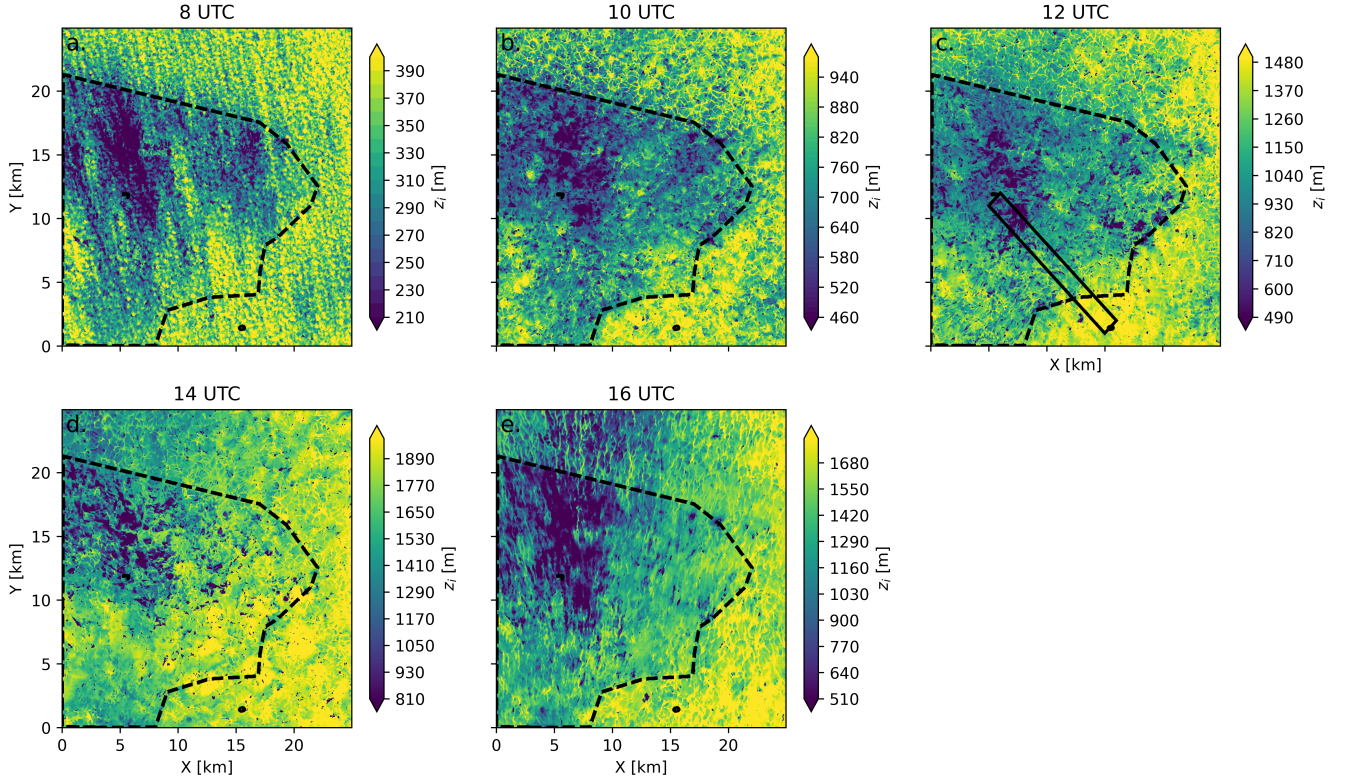 8 UTC
10 UTC
12 UTC
a.
b.
c.
390
370
350
330
310
290
270
250
230
210
z_i [m]
940
880
820
760
700
640
580
520
460
z_i [m]
1480
1370
1260
1150
1040
930
820
710
600
490
z_i [m]
20
15
10
5
0
Y [km]
X [km]
14 UTC
16 UTC
d.
e.
1890
1770
1650
1530
1410
1290
1170
1050
930
810
z_i [m]
1680
1550
1420
1290
1160
1030
900
770
640
510
z_i [m]
20
15
10
5
0
Y [km]
0 5 10 15 20
X [km]
0 5 10 15 20
X [km]